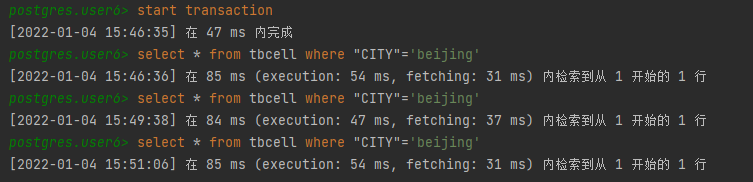 postgres.user6> start transaction
[2022-01-04 15:46:35] 在 47 ms 内完成
postgres.user6> select * from tbcell where "CITY"='beijing'
[2022-01-04 15:46:36] 在 85 ms (execution: 54 ms, fetching: 31 ms) 内检索到从 1 开始的 1 行
postgres.user6> select * from tbcell where "CITY"='beijing'
[2022-01-04 15:49:38] 在 84 ms (execution: 47 ms, fetching: 37 ms) 内检索到从 1 开始的 1 行
postgres.user6> select * from tbcell where "CITY"='beijing'
[2022-01-04 15:51:06] 在 85 ms (execution: 54 ms, fetching: 31 ms) 内检索到从 1 开始的 1 行